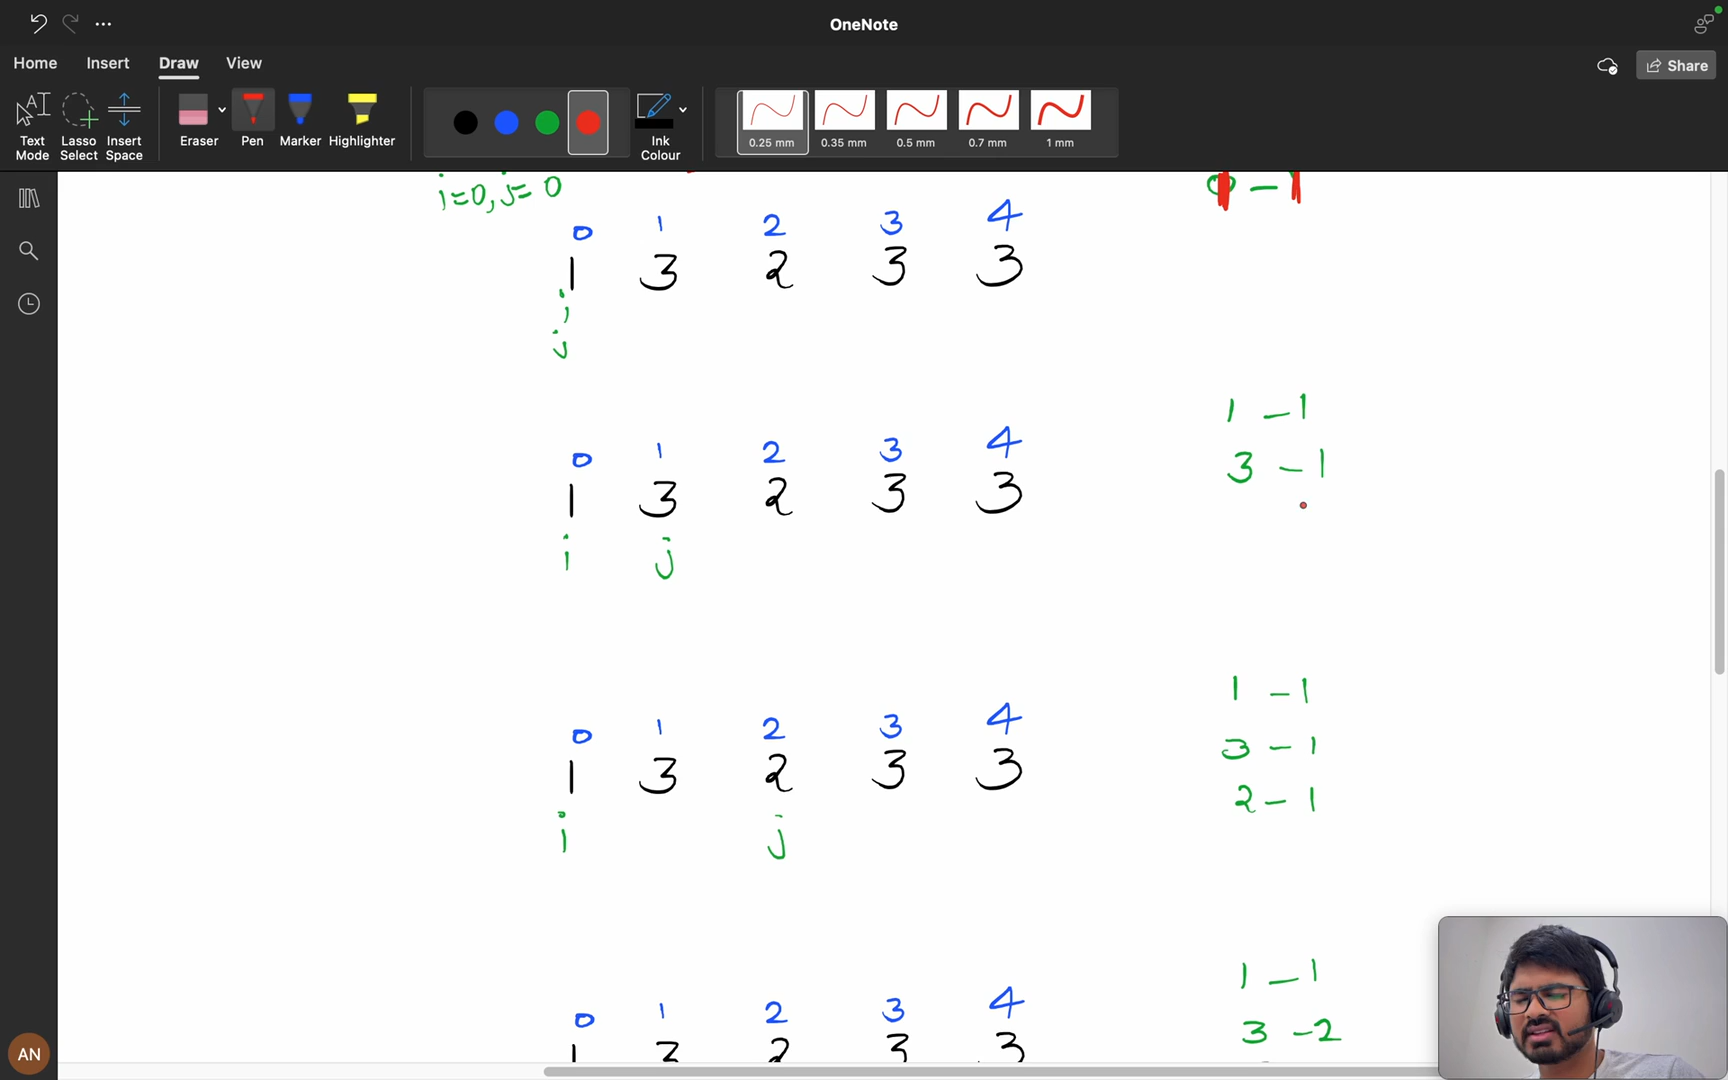 OneNote
Home Insert Draw View
Share
Text Mode
Lasso Select
Insert Space
Eraser
Pen
Marker
Highlighter
Ink Colour
0.25 mm
0.35 mm
0.5 mm
0.7 mm
1 mm
i=0, j=0
1 - 1
0 1 2 3 4
1 3 2 3 3
i
j
1 - 1
0 1 2 3 4
3 - 1
1 3 2 3 3
i j
1 - 1
0 1 2 3 4
3 - 1
1 3 2 3 3
2 - 1
i j
1 - 1
0 1 2 3 4
3 - 2
1 3 2 3 3
AN